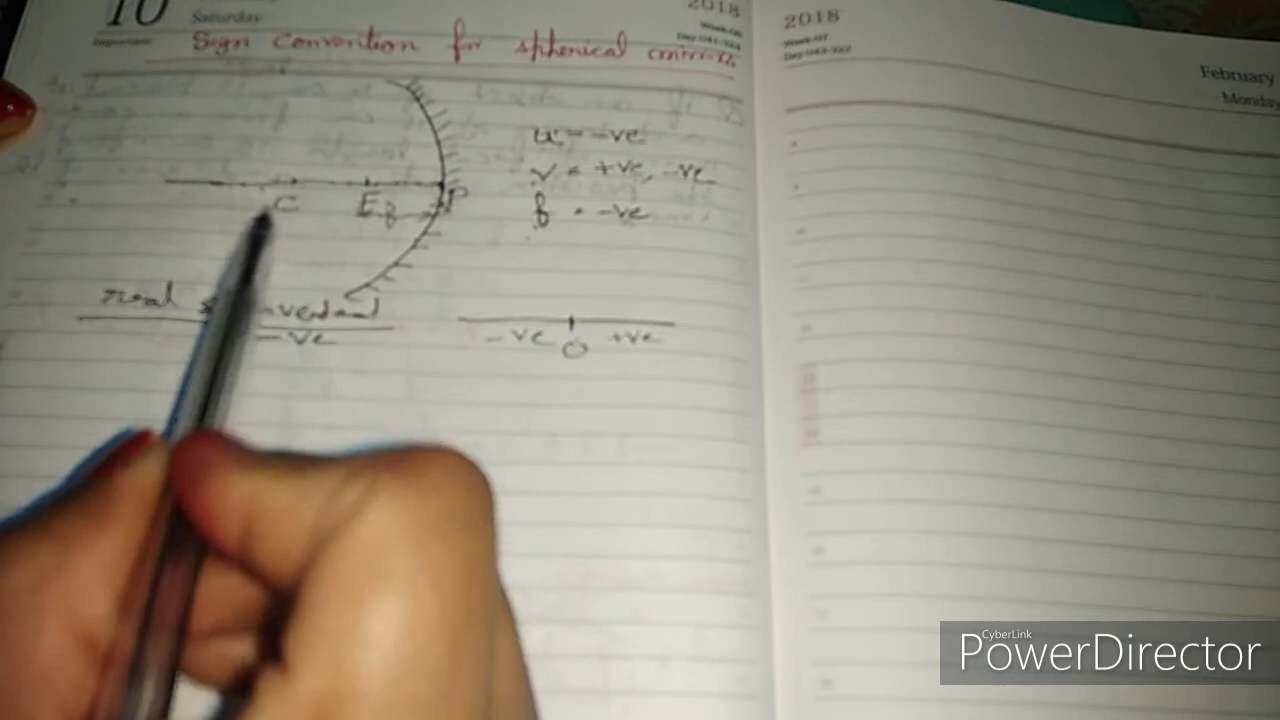 10
Saturday
2018
Sign Convention for spherical mirrors
u = -ve
v = +ve, -ve
f = -ve
C
F
f
P
real &
-ve
-ve O +ve
2018
February
Monday
CyberLink
PowerDirector